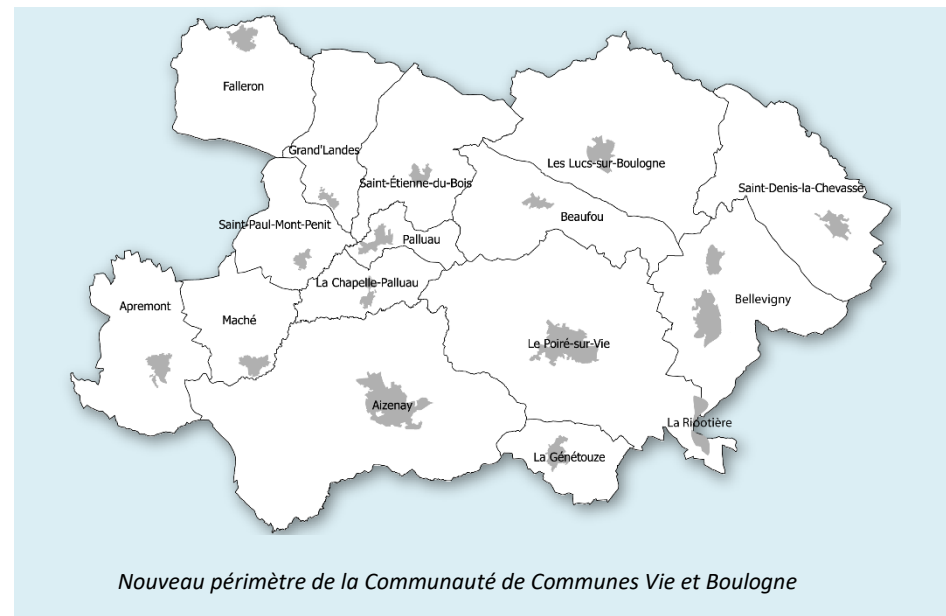 Falleron
Grand'Landes
Saint-Étienne-du-Bois
Les Lucs-sur-Boulogne
Saint-Denis-la-Chevasse
Beaufou
Saint-Paul-Mont-Penit
Palluau
La Chapelle-Palluau
Apremont
Maché
Bellevigny
Le Poiré-sur-Vie
Aizenay
La Ribotière
La Génétouze
Nouveau périmètre de la Communauté de Communes Vie et Boulogne